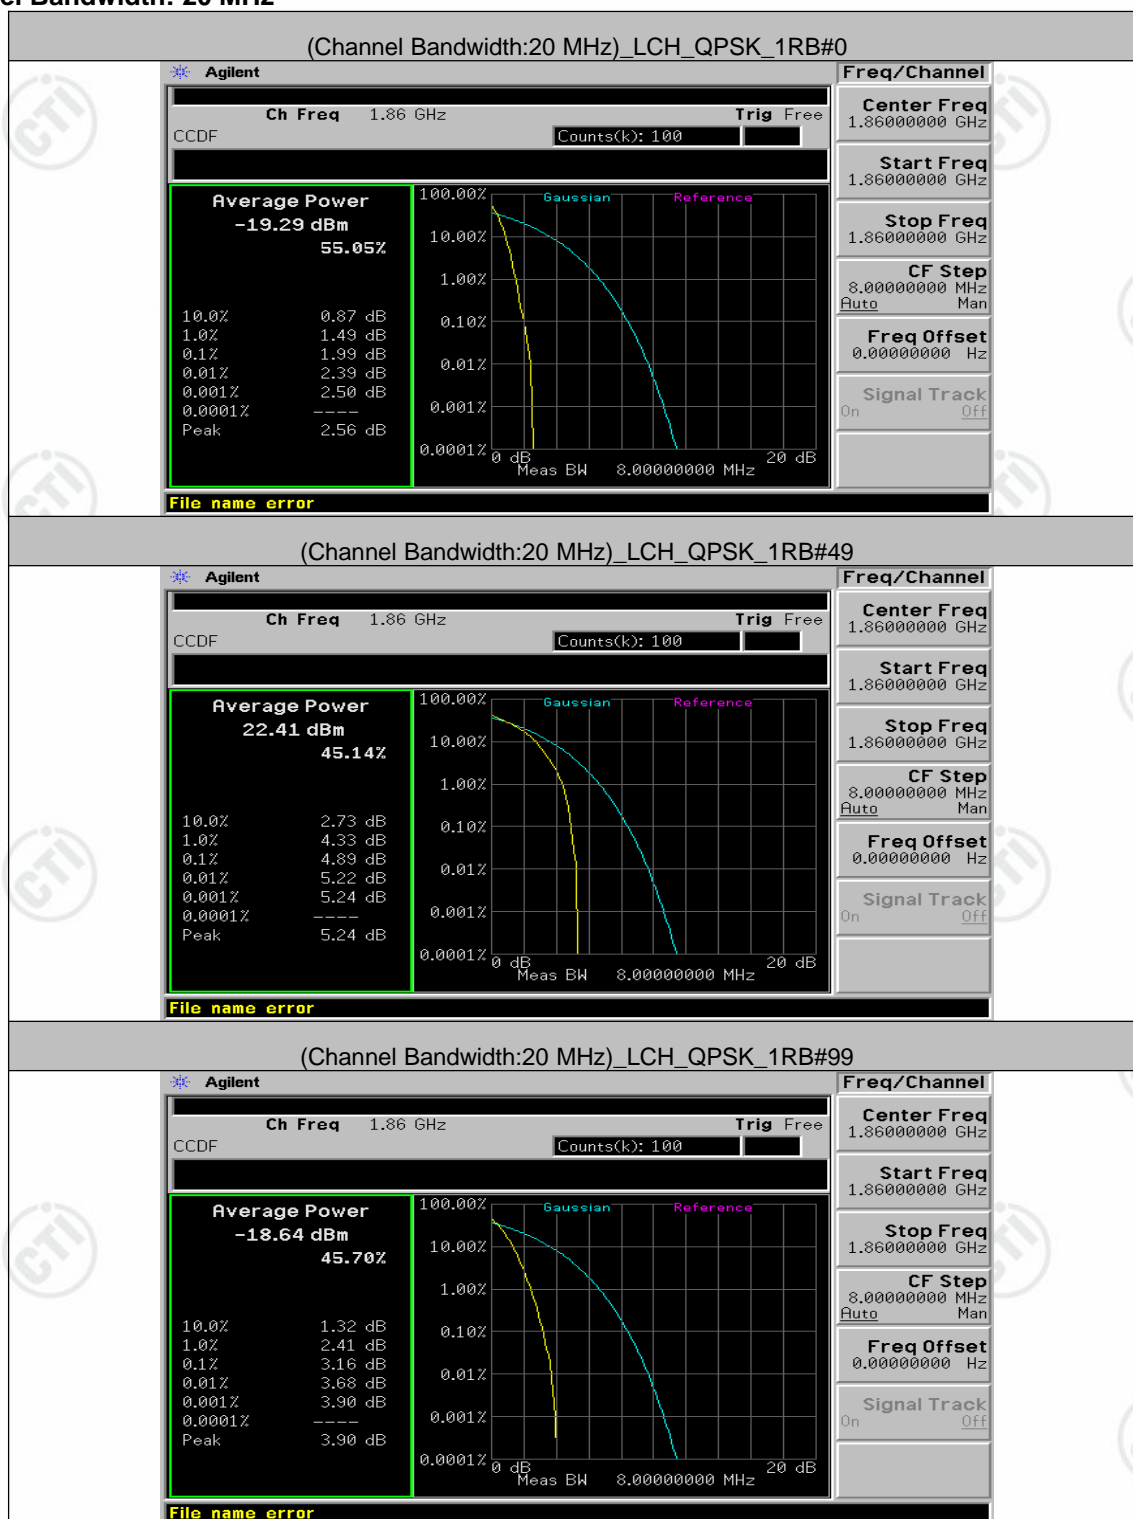 (Channel Bandwidth:20 MHz)_LCH_QPSK_1RB#0
Agilent
Freq/Channel
Ch Freq 1.86 GHz Trig Free
CCDF Counts(k): 100
Average Power
-19.29 dBm
55.05%
10.0% 0.87 dB
1.0% 1.49 dB
0.1% 1.99 dB
0.01% 2.39 dB
0.001% 2.50 dB
0.0001% ----
Peak 2.56 dB
Gaussian Reference
100.00%
10.00%
1.00%
0.10%
0.01%
0.001%
0.0001%
0 dB 20 dB
Meas BW 8.00000000 MHz
Center Freq
1.86000000 GHz
Start Freq
1.86000000 GHz
Stop Freq
1.86000000 GHz
CF Step
8.00000000 MHz
Auto Man
Freq Offset
0.00000000 Hz
Signal Track
On Off
File name error
(Channel Bandwidth:20 MHz)_LCH_QPSK_1RB#49
Agilent
Freq/Channel
Ch Freq 1.86 GHz Trig Free
CCDF Counts(k): 100
Average Power
22.41 dBm
45.14%
10.0% 2.73 dB
1.0% 4.33 dB
0.1% 4.89 dB
0.01% 5.22 dB
0.001% 5.24 dB
0.0001% ----
Peak 5.24 dB
Gaussian Reference
100.00%
10.00%
1.00%
0.10%
0.01%
0.001%
0.0001%
0 dB 20 dB
Meas BW 8.00000000 MHz
Center Freq
1.86000000 GHz
Start Freq
1.86000000 GHz
Stop Freq
1.86000000 GHz
CF Step
8.00000000 MHz
Auto Man
Freq Offset
0.00000000 Hz
Signal Track
On Off
File name error
(Channel Bandwidth:20 MHz)_LCH_QPSK_1RB#99
Agilent
Freq/Channel
Ch Freq 1.86 GHz Trig Free
CCDF Counts(k): 100
Average Power
-18.64 dBm
45.70%
10.0% 1.32 dB
1.0% 2.41 dB
0.1% 3.16 dB
0.01% 3.68 dB
0.001% 3.90 dB
0.0001% ----
Peak 3.90 dB
Gaussian Reference
100.00%
10.00%
1.00%
0.10%
0.01%
0.001%
0.0001%
0 dB 20 dB
Meas BW 8.00000000 MHz
Center Freq
1.86000000 GHz
Start Freq
1.86000000 GHz
Stop Freq
1.86000000 GHz
CF Step
8.00000000 MHz
Auto Man
Freq Offset
0.00000000 Hz
Signal Track
On Off
File name error
CTI
CTI
CTI
CTI